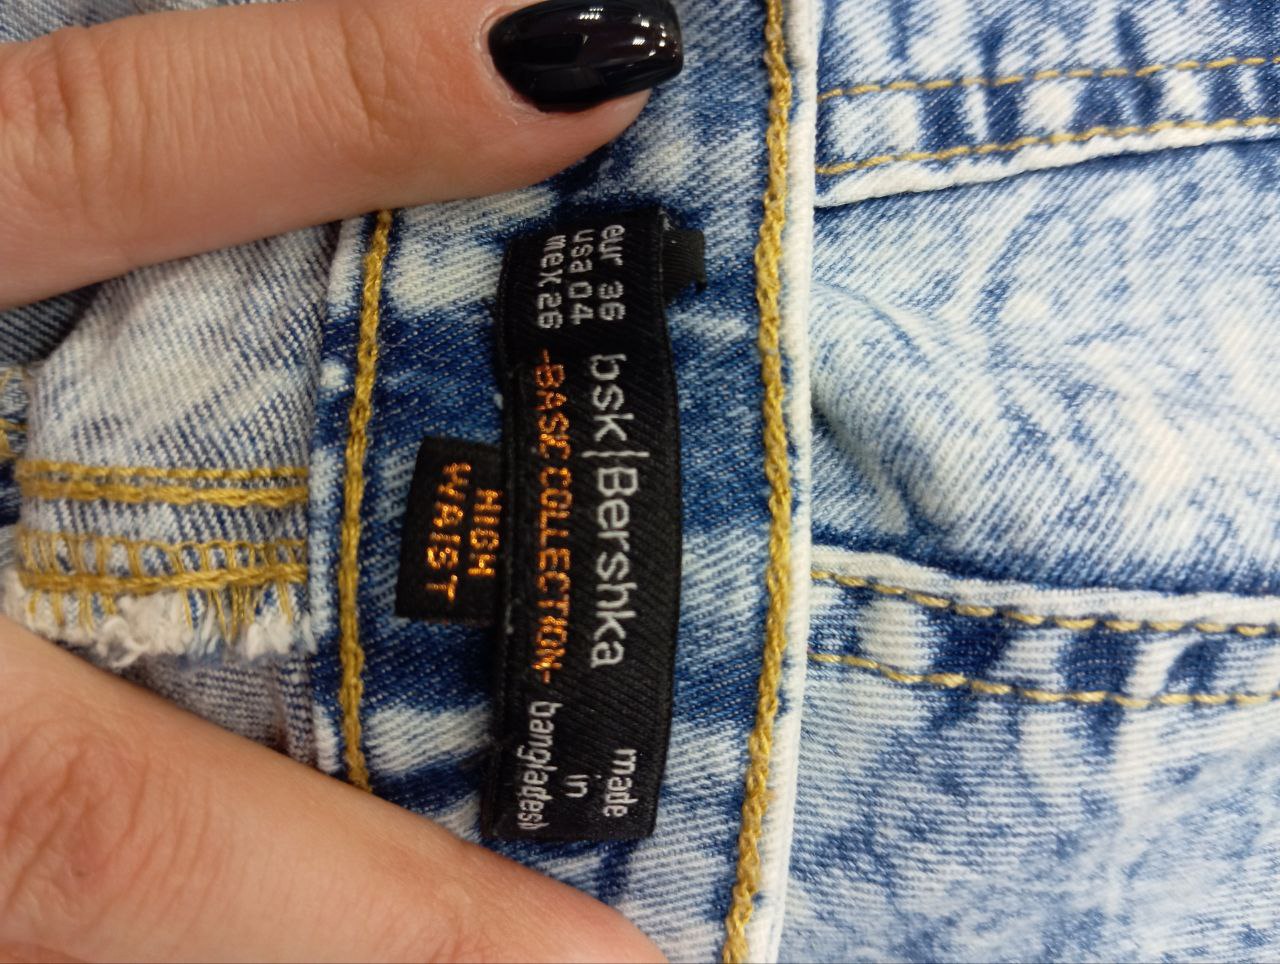 eur 36
usa 04
mex 26
bsk|Bershka
-BASIC COLLECTION-
made
in
bangladesh
HIGH
WAIST